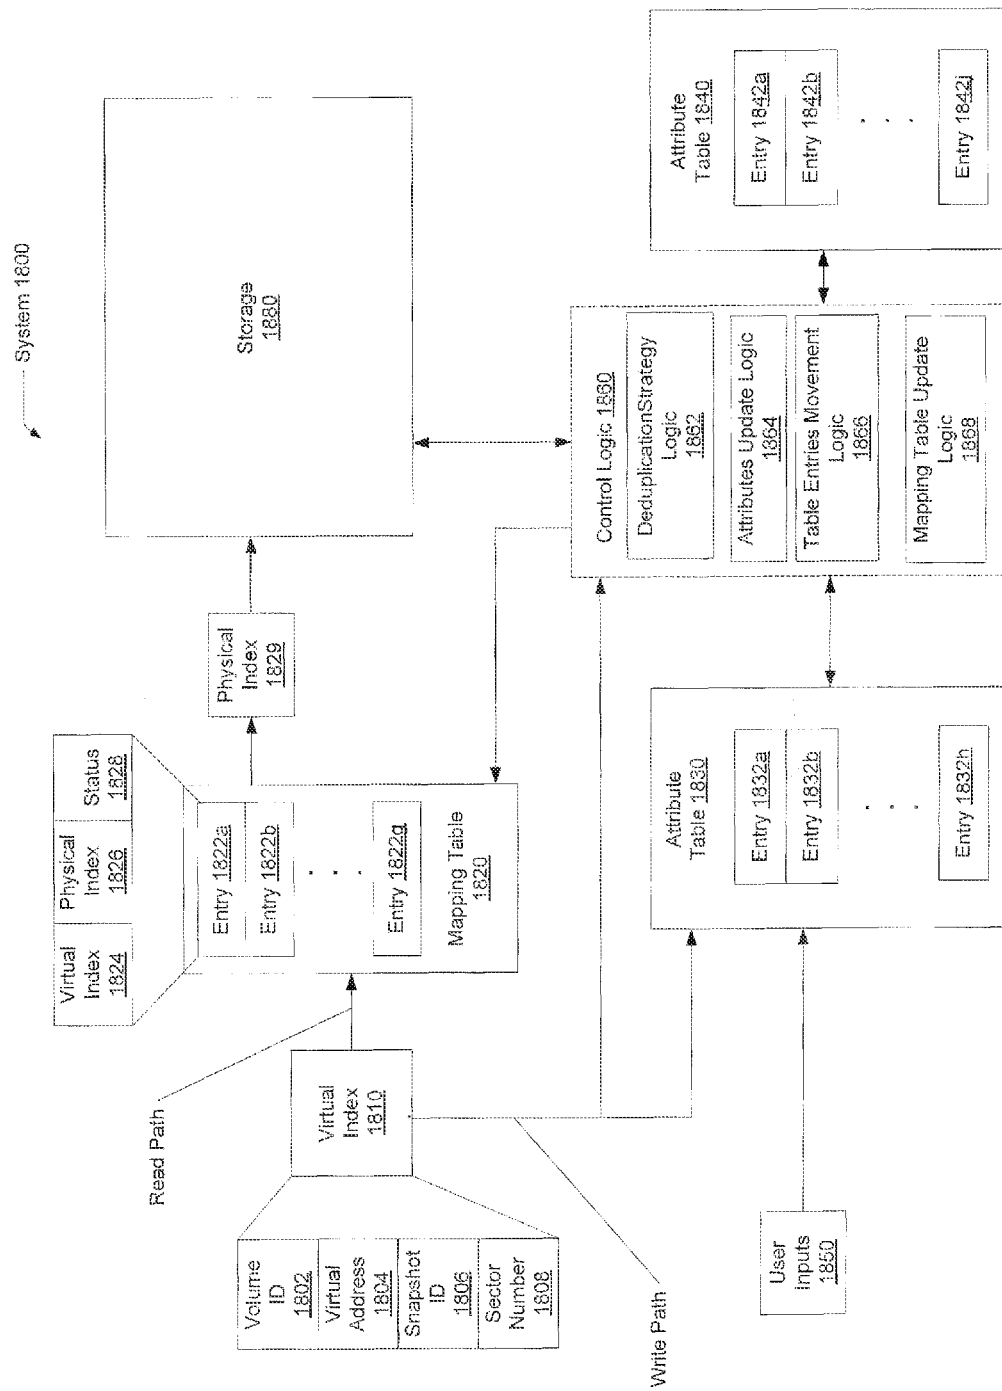 System 1800
Virtual
Index
1824
Physical
Index
1826
Status
1828
Entry 1822a
Entry 1822b
Entry 1822g
Mapping Table
1820
Physical
Index
1829
Storage
1880
Read Path
Volume
ID
1802
Virtual
Address
1804
Snapshot
ID
1806
Sector
Number
1808
Virtual
Index
1810
Write Path
User
Inputs
1850
Attribute
Table 1830
Entry 1832a
Entry 1832b
Entry 1832h
Control Logic 1860
DeduplicationStrategy
Logic
1862
Attributes Update Logic
1864
Table Entries Movement
Logic
1866
Mapping Table Update
Logic
1868
Attribute
Table 1840
Entry 1842a
Entry 1842b
Entry 1842j